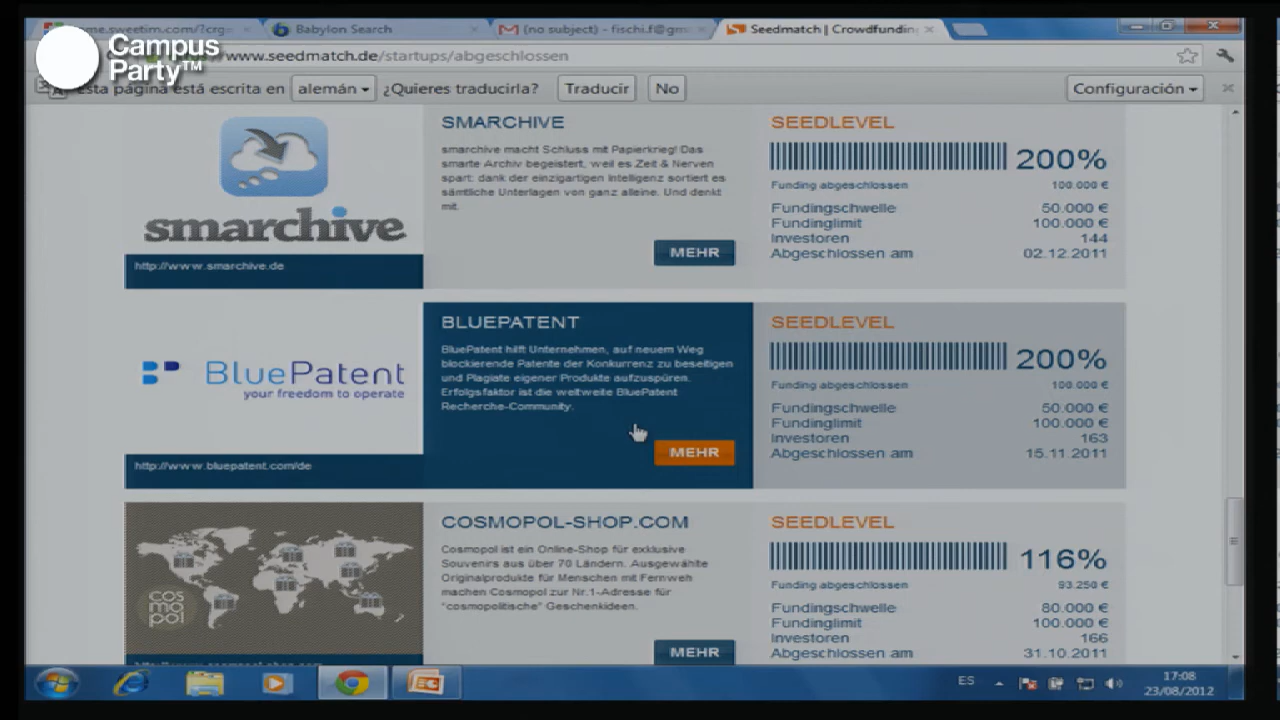 ome.sweetim.com/?crg
Babylon Search
(no subject) - fischi.f@gm
Seedmatch | Crowdfundin
Campus
Party™
www.seedmatch.de/startups/abgeschlossen
sta página está escrita en
alemán
¿Quieres traducirla?
Traducir
No
Configuración
smarchive
http://www.smarchive.de
SMARCHIVE
smarchive macht Schluss mit Papierkrieg! Das
smarte Archiv begeistert, weil es Zeit & Nerven
spart: dank der einzigartigen Intelligenz sortiert es
sämtliche Unterlagen von ganz alleine. Und denkt
mit.
MEHR
SEEDLEVEL
200%
Funding abgeschlossen 100.000 €
Fundingschwelle 50.000 €
Fundinglimit 100.000 €
Investoren 144
Abgeschlossen am 02.12.2011
BluePatent
your freedom to operate
http://www.bluepatent.com/de
BLUEPATENT
BluePatent hilft Unternehmen, auf neuem Weg
blockierende Patente der Konkurrenz zu beseitigen
und Plagiate eigener Produkte aufzuspüren.
Erfolgsfaktor ist die weltweite BluePatent
Recherche-Community.
MEHR
SEEDLEVEL
200%
Funding abgeschlossen 100.000 €
Fundingschwelle 50.000 €
Fundinglimit 100.000 €
Investoren 163
Abgeschlossen am 15.11.2011
cos
mo
pol
COSMOPOL-SHOP.COM
Cosmopol ist ein Online-Shop für exklusive
Souvenirs aus über 70 Ländern. Ausgewählte
Originalprodukte für Menschen mit Fernweh
machen Cosmopol zur Nr.1-Adresse für
"cosmopolitische" Geschenkideen.
MEHR
SEEDLEVEL
116%
Funding abgeschlossen 93.250 €
Fundingschwelle 80.000 €
Fundinglimit 100.000 €
Investoren 166
Abgeschlossen am 31.10.2011
ES
17:08
23/08/2012